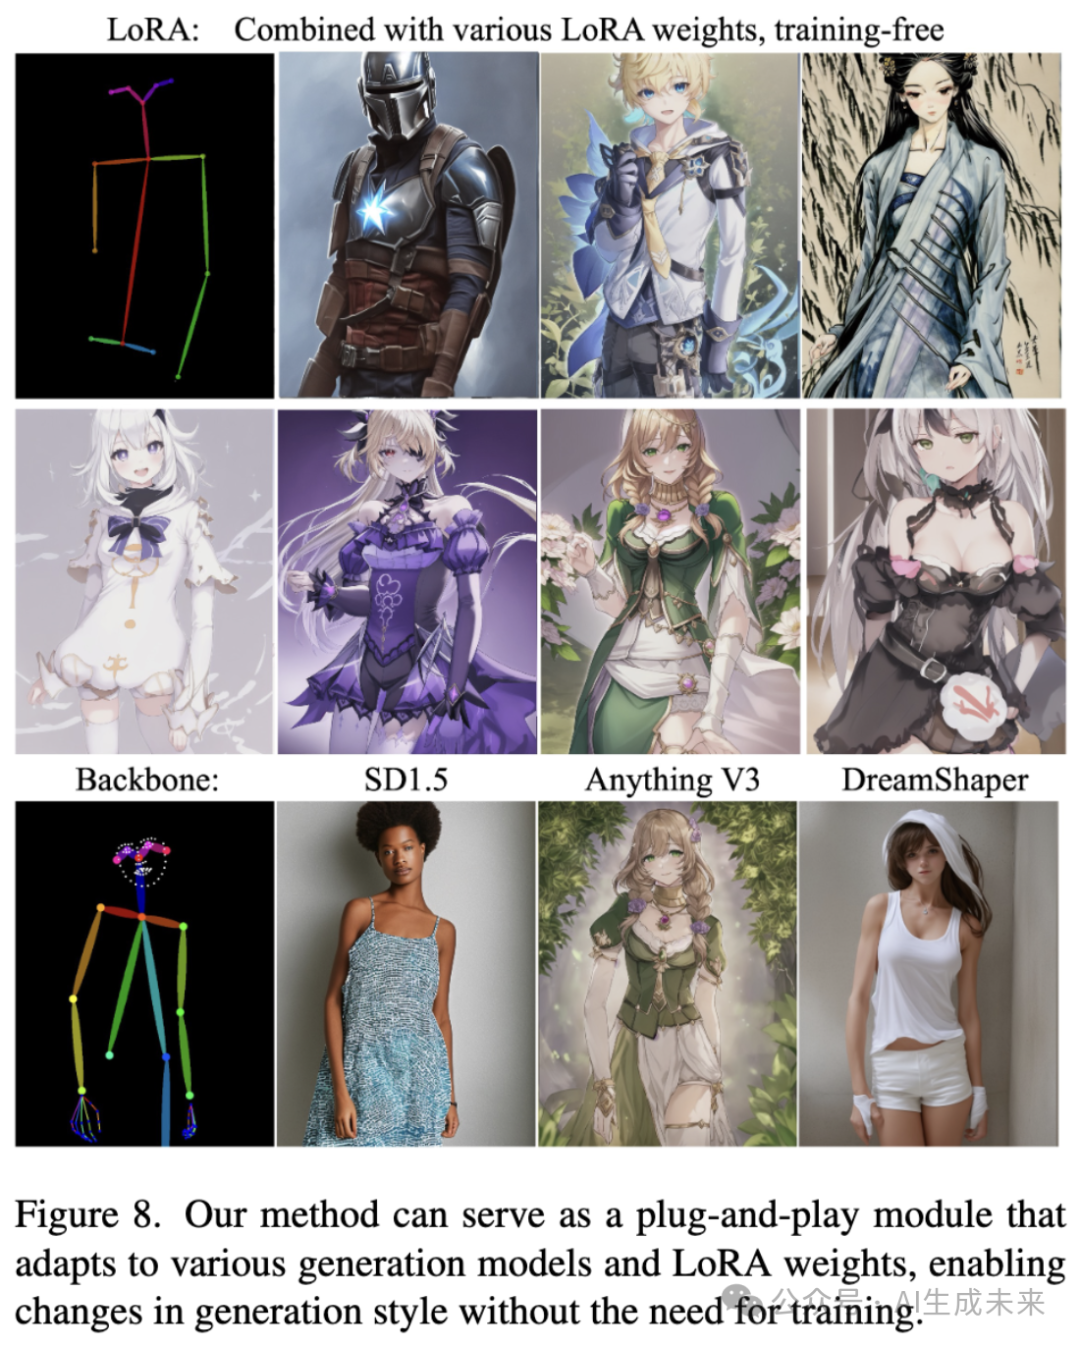 LoRA: Combined with various LoRA weights, training-free
Backbone: SD1.5 Anything V3 DreamShaper
Figure 8. Our method can serve as a plug-and-play module that
adapts to various generation models and LoRA weights, enabling
changes in generation style without the need for training.
公众号 · AI生成未来